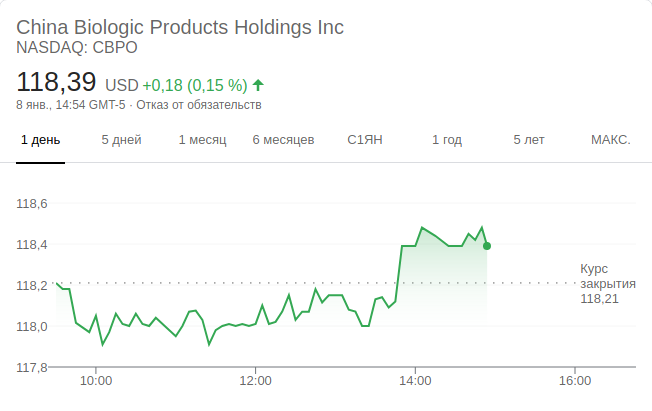 China Biologic Products Holdings Inc
NASDAQ: CBPO
118,39 USD +0,18 (0,15 %)
8 янв., 14:54 GMT-5 · Отказ от обязательств
1 день 5 дней 1 месяц 6 месяцев С1ЯН 1 год 5 лет МАКС.
118,6
118,4
118,2
118,0
117,8
Курс
закрытия
118,21
10:00 12:00 14:00 16:00